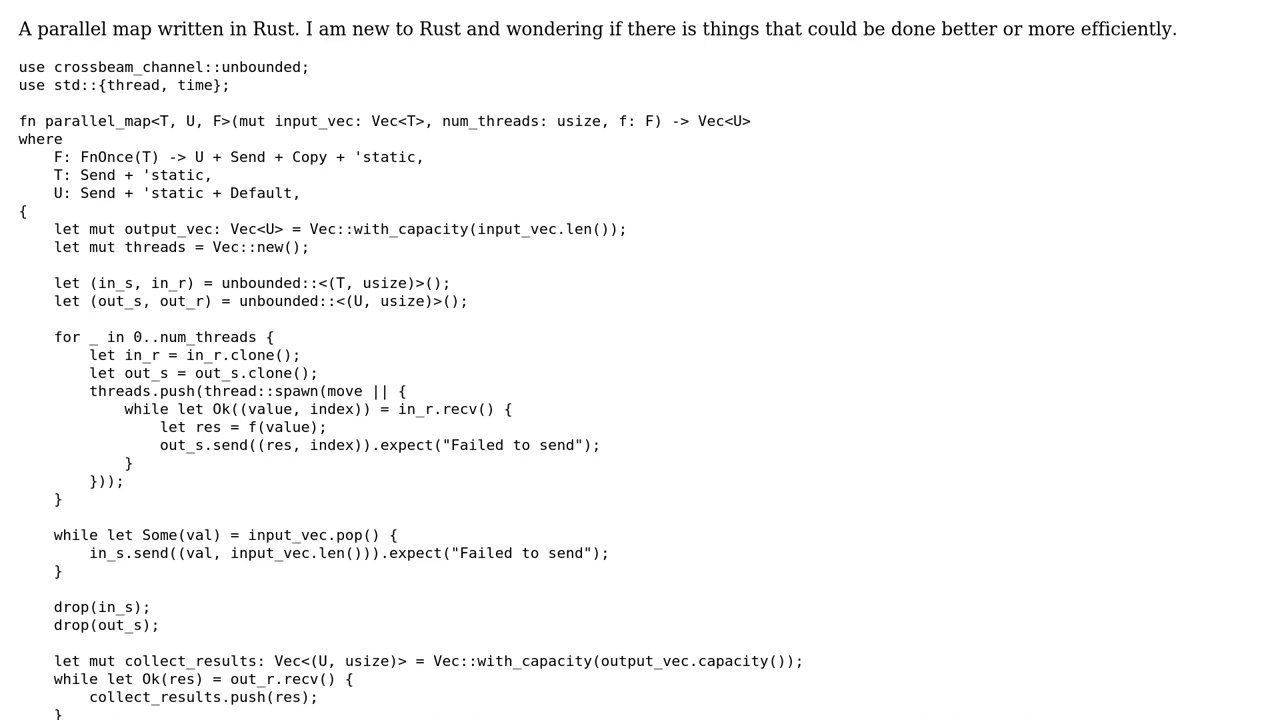 A parallel map written in Rust. I am new to Rust and wondering if there is things that could be done better or more efficiently.
use crossbeam_channel::unbounded;
use std::{thread, time};
fn parallel_map<T, U, F>(mut input_vec: Vec<T>, num_threads: usize, f: F) -> Vec<U>
where
    F: FnOnce(T) -> U + Send + Copy + 'static,
    T: Send + 'static,
    U: Send + 'static + Default,
{
    let mut output_vec: Vec<U> = Vec::with_capacity(input_vec.len());
    let mut threads = Vec::new();
    let (in_s, in_r) = unbounded::<(T, usize)>();
    let (out_s, out_r) = unbounded::<(U, usize)>();
    for _ in 0..num_threads {
        let in_r = in_r.clone();
        let out_s = out_s.clone();
        threads.push(thread::spawn(move || {
            while let Ok((value, index)) = in_r.recv() {
                let res = f(value);
                out_s.send((res, index)).expect("Failed to send");
            }
        }));
    }
    while let Some(val) = input_vec.pop() {
        in_s.send((val, input_vec.len())).expect("Failed to send");
    }
    drop(in_s);
    drop(out_s);
    let mut collect_results: Vec<(U, usize)> = Vec::with_capacity(output_vec.capacity());
    while let Ok(res) = out_r.recv() {
        collect_results.push(res);
    }